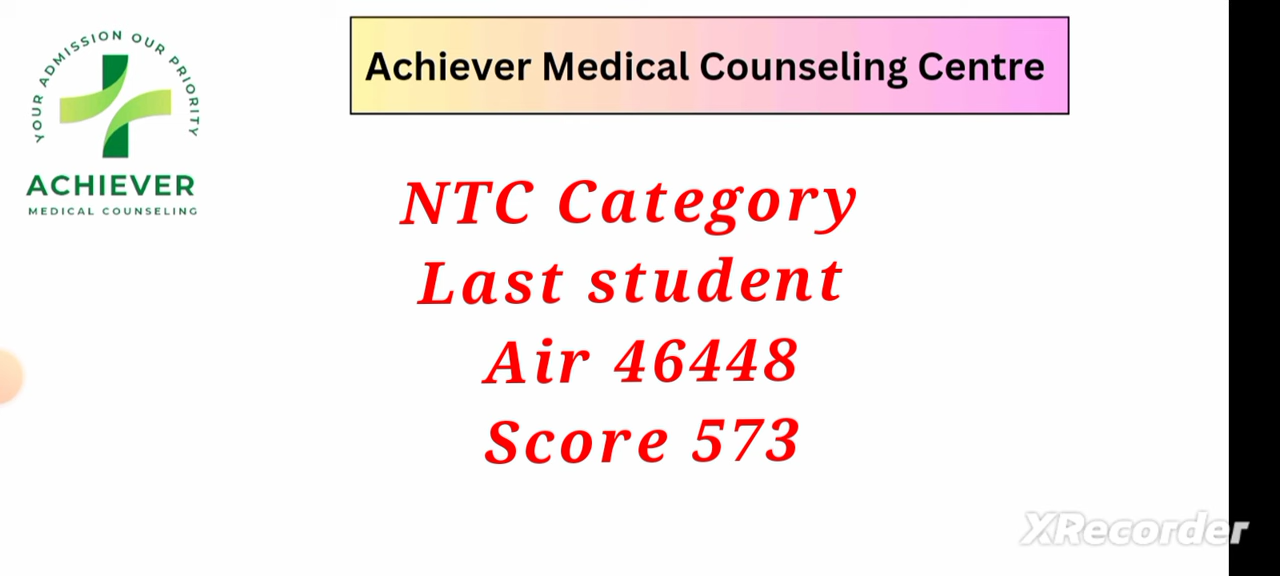 YOUR ADMISSION OUR PRIORITY
ACHIEVER
MEDICAL COUNSELING
Achiever Medical Counseling Centre
NTC Category
Last student
Air 46448
Score 573
XRecorder